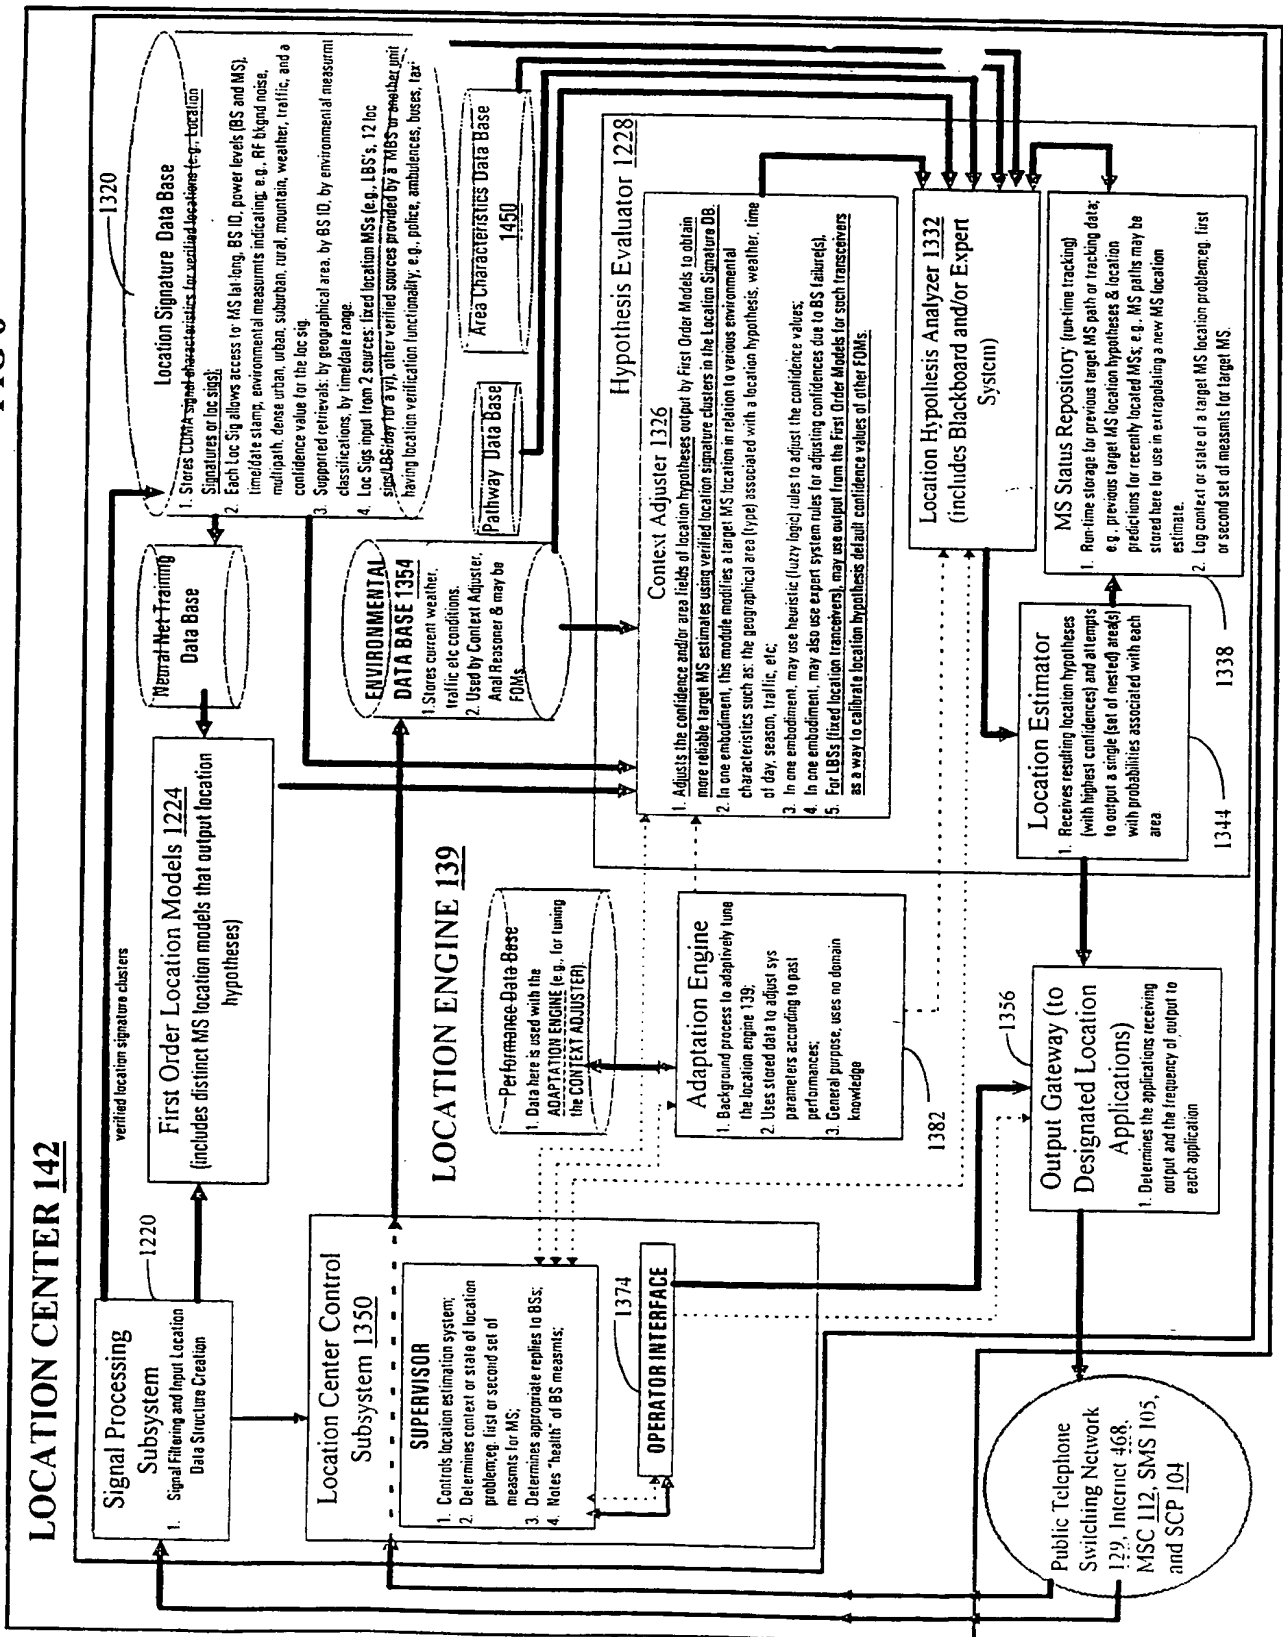 LOCATION CENTER 142
Signal Processing
Subsystem
1. Signal Filtering and Input Location
Data Structure Creation
1220
verified location signature clusters
First Order Location Models 1224
(includes distinct MS location models that output location
hypotheses)
Neural Net Training
Data Base
1320
Location Signature Data Base
1. Stores CDMA signal characteristics for verified locations (e.g., Location
Signatures or loc sigs);
2. Each Loc Sig allows access to: MS lat-long, BS ID, power levels (BS and MS),
time/date stamp, environmental measurmts indicating; e.g., RF bkgnd noise,
multipath, dense urban, urban, suburban, rural, mountain, weather, traffic, and a
confidence value for the loc sig.
3. Supported retrievals: by geographical area, by BS ID, by environmental measurmt
classifications, by time/date range.
4. Loc Sigs input from 2 sources: fixed location MSs (e.g., LBS's, 12 loc
sigs/LBS/day for a yr), other verified sources provided by a MBS or another unit
having location verification functionality, e.g., police, ambulences, buses, taxi
Location Center Control
Subsystem 1350
SUPERVISOR
1. Controls location estimation system;
2. Determines context or state of location
problem;eg. first or second set of
measmts for MS;
3. Determines appropriate replies to BSs;
4. Notes "health" of BS measmts;
1374
OPERATOR INTERFACE
ENVIRONMENTAL
DATA BASE 1354
1. Stores current weather,
traffic etc conditions.
2. Used by Context Adjuster,
Anal Reasoner & may be
FOMs
Pathway Data Base
Area Characteristics Data Base
1450
LOCATION ENGINE 139
Performance Data Base
1. Data here is used with the
ADAPTATION ENGINE (e.g., for tuning
the CONTEXT ADJUSTER).
Adaptation Engine
1. Background process to adaptively tune
the location engine 139;
2. Uses stored data to adjust sys
parameters according to past
performances;
3. General purpose, uses no domain
knowledge
1382
Hypothesis Evaluator 1228
Context Adjuster 1326
1. Adjusts the confidence and/or area fields of location hypotheses output by First Order Models to obtain
more reliable target MS estimates using verified location signature clusters in the Location Signature DB.
2. In one embodiment, this module modifies a target MS location in relation to various environmental
characteristics such as: the geographical area (type) associated with a location hypothesis, weather, time
of day, season, traffic, etc;
3. In one embodiment, may use heuristic (fuzzy logic) rules to adjust the confidence values;
4. In one embodiment, may also use expert system rules for adjusting confidences due to BS failure(s),
5. For LBSs (fixed location tranceivers), may use output from the First Order Models for such transceivers
as a way to calibrate location hypothesis default confidence values of other FOMs.
Location Hypothesis Analyzer 1332
(includes Blackboard and/or Expert
System)
MS Status Repository (run-time tracking)
1. Run-time storage for previous target MS path or tracking data;
e.g., previous target MS location hypotheses & location
predictions for recently located MSs; e.g., MS paths may be
stored here for use in extrapolating a new MS location
estimate.
2. Log context or state of a target MS location problem;eg. first
or second set of measmts for target MS.
1338
Location Estimator
1. Receives resulting location hypotheses
(with highest confidences) and attempts
to output a single (set of nested) area(s)
with probabilities associated with each
area.
1344
1356
Output Gateway (to
Designated Location
Applications)
1. Determines the applications receiving
output and the frequency of output to
each application
Public Telephone
Switching Network
129, Internet 468,
MSC 112, SMS 105,
and SCP 104